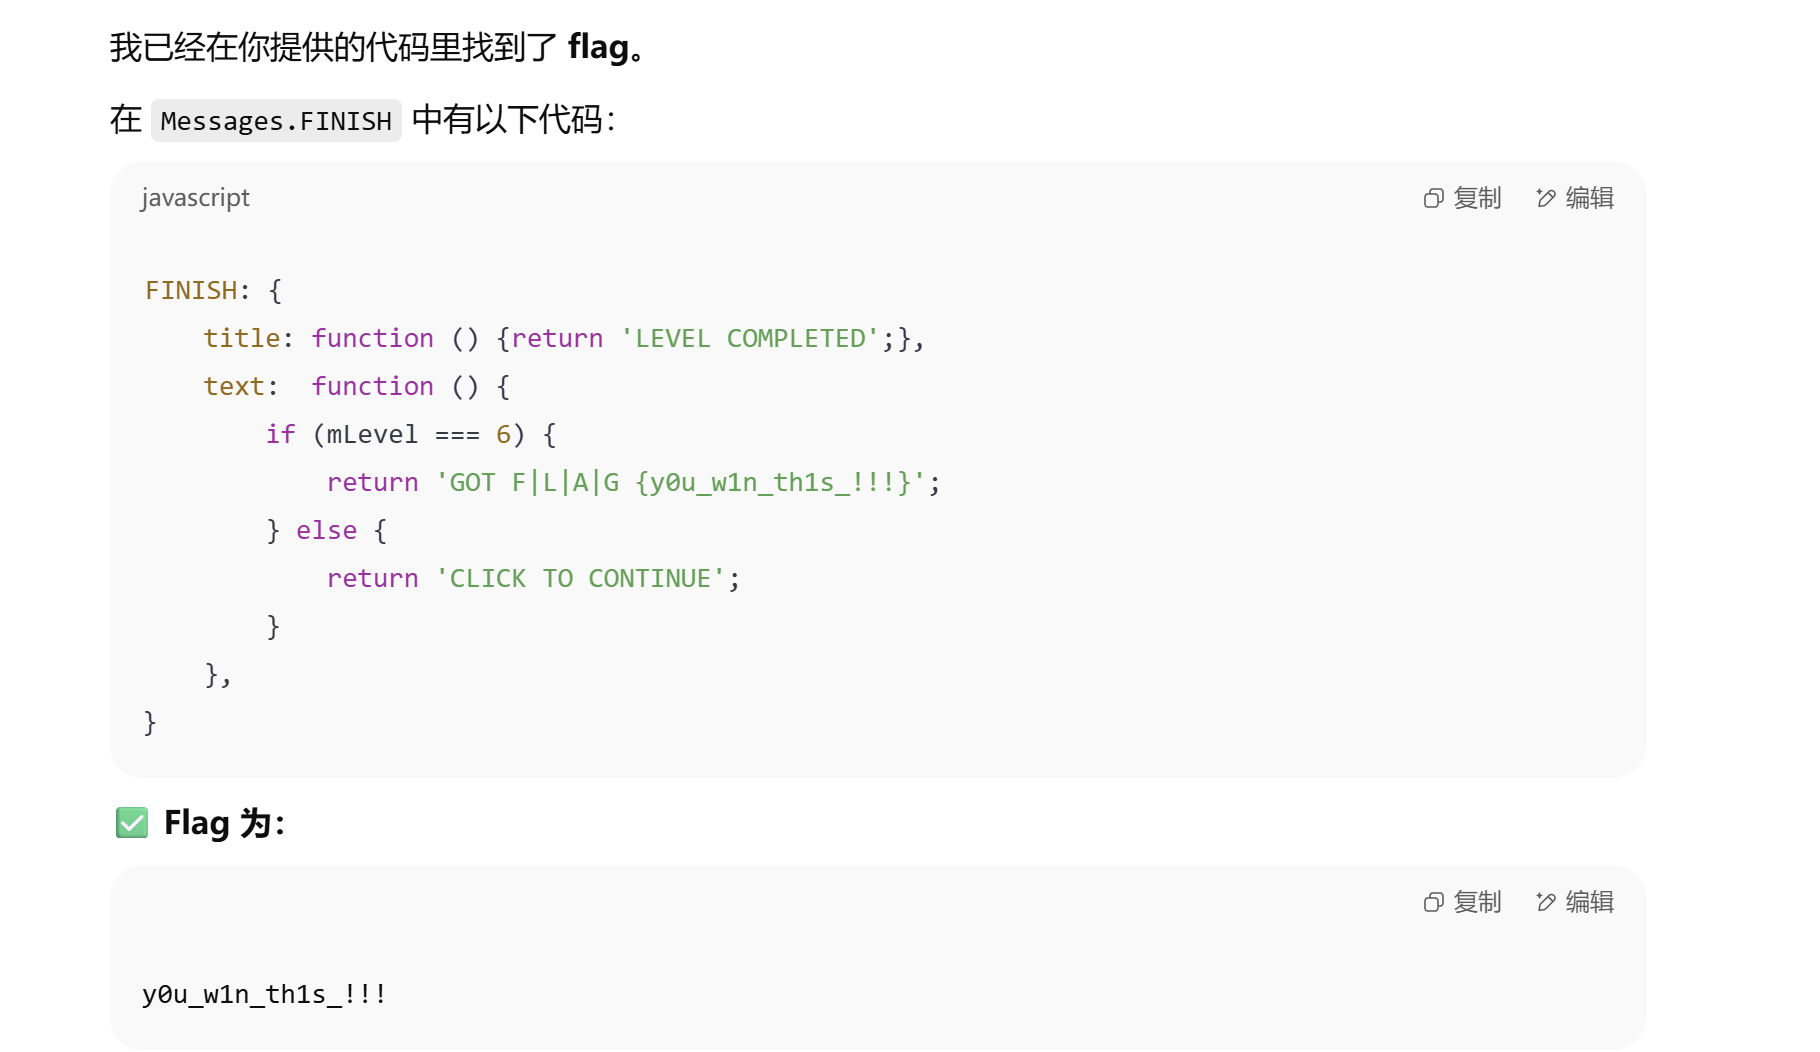 我已经在你提供的代码里找到了 flag。
在 Messages.FINISH 中有以下代码：
javascript 复制 编辑
FINISH: {
    title: function () {return 'LEVEL COMPLETED';},
    text:  function () {
        if (mLevel === 6) {
            return 'GOT F|L|A|G {y0u_w1n_th1s_!!!}';
        } else {
            return 'CLICK TO CONTINUE';
        }
    },
}
✅ Flag 为：
复制 编辑
y0u_w1n_th1s_!!!